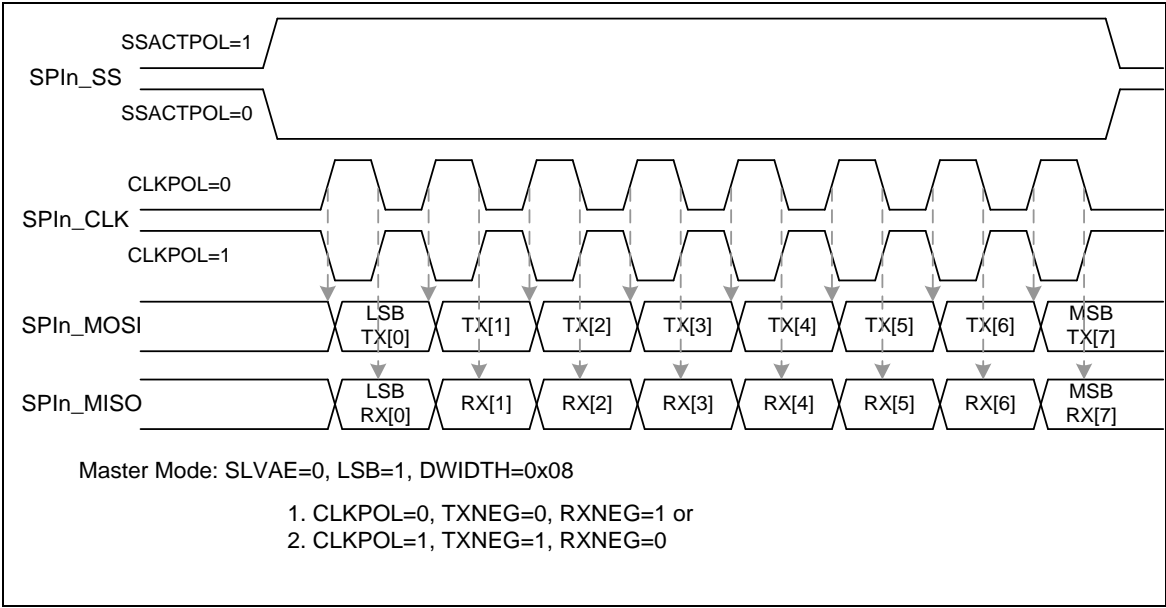 SSACTPOL=1
SPIn_SS
SSACTPOL=0
CLKPOL=0
SPIn_CLK
CLKPOL=1
SPIn_MOSI
LSB
TX[0]
TX[1]
TX[2]
TX[3]
TX[4]
TX[5]
TX[6]
MSB
TX[7]
SPIn_MISO
LSB
RX[0]
RX[1]
RX[2]
RX[3]
RX[4]
RX[5]
RX[6]
MSB
RX[7]
Master Mode: SLVAE=0, LSB=1, DWIDTH=0x08
1. CLKPOL=0, TXNEG=0, RXNEG=1 or
2. CLKPOL=1, TXNEG=1, RXNEG=0